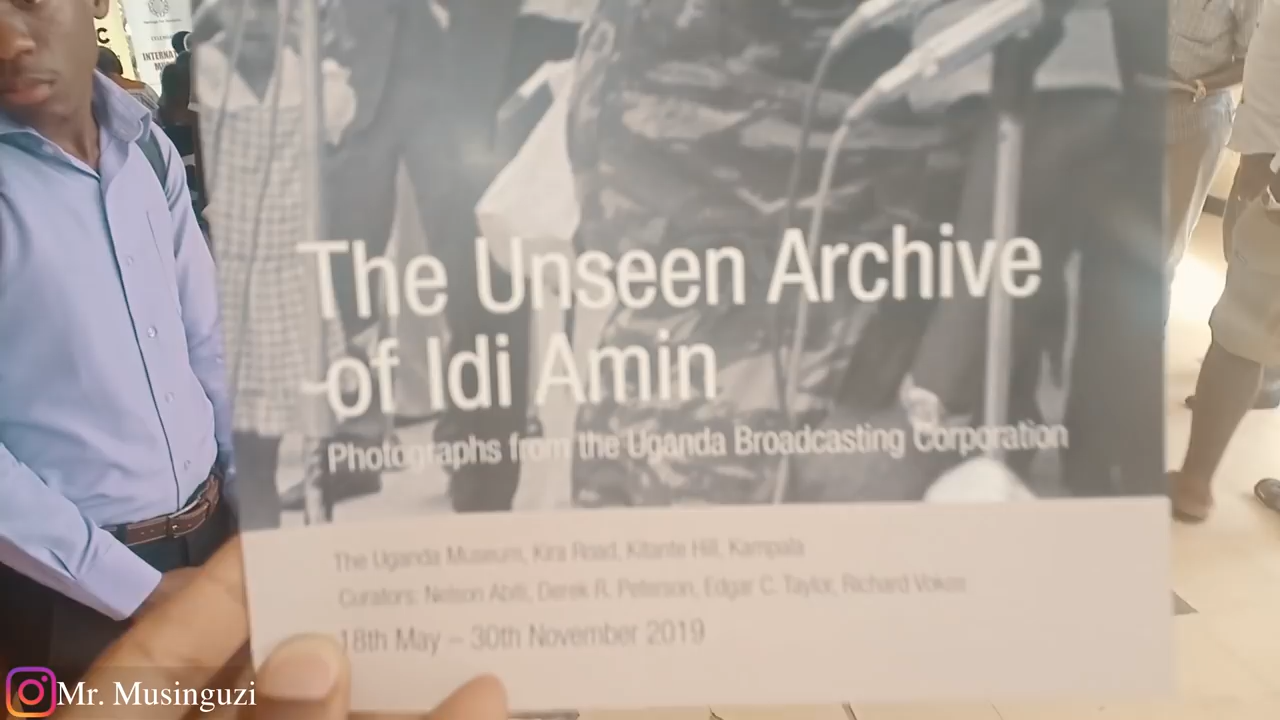 C
INTERNA
The Unseen Archive
of Idi Amin
Photographs from the Uganda Broadcasting Corporation
The Uganda Museum, Kira Road, Kitante Hill, Kampala
Curators: Nelson Abiti, Derek R. Peterson, Edgar C. Taylor, Richard Vokes
18th May – 30th November 2019
Mr. Musinguzi